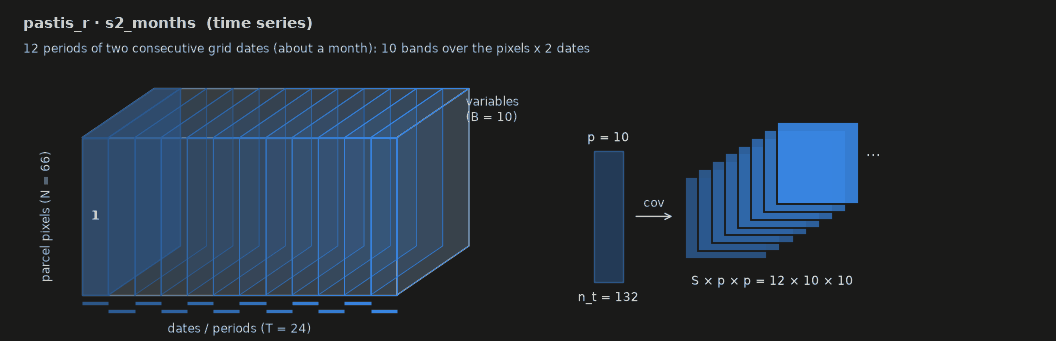 pastis_r · s2_months  (time series)
12 periods of two consecutive grid dates (about a month): 10 bands over the pixels x 2 dates
variables
(B = 10)
parcel pixels (N = 66)
1
dates / periods (T = 24)
p = 10
cov
n_t = 132
...
S × p × p = 12 × 10 × 10